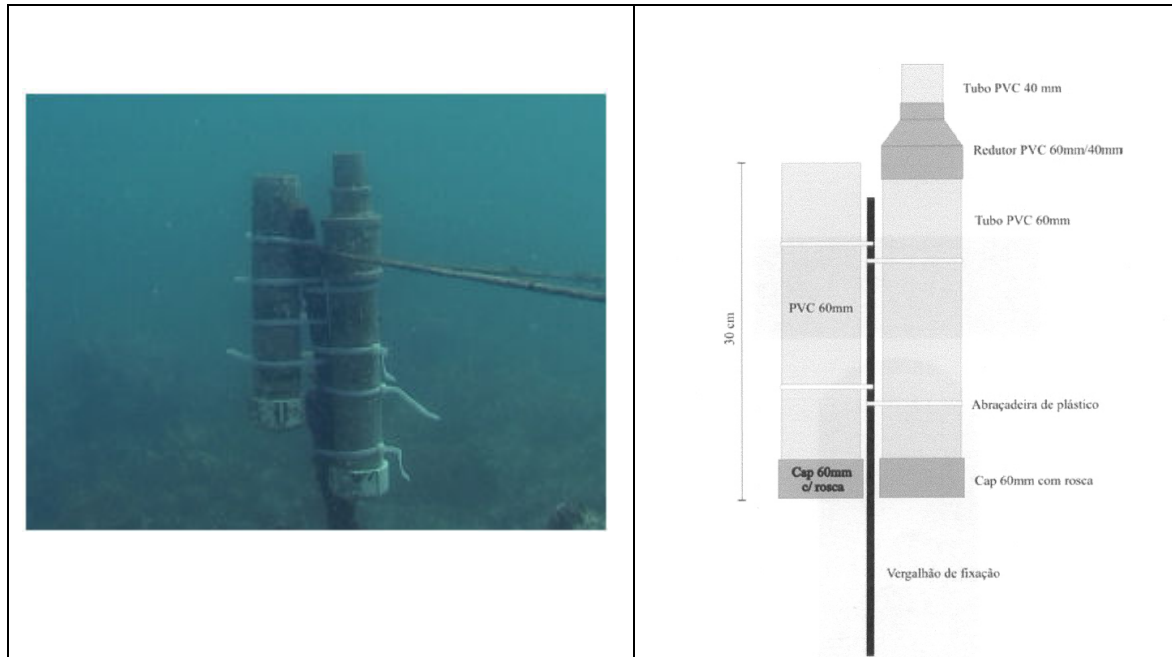 Tubo PVC 40 mm
Redutor PVC 60mm/40mm
Tubo PVC 60mm
PVC 60mm
30 cm
Abraçadeira de plástico
Cap 60mm
c/ rosca
Cap 60mm com rosca
Vergalhão de fixação